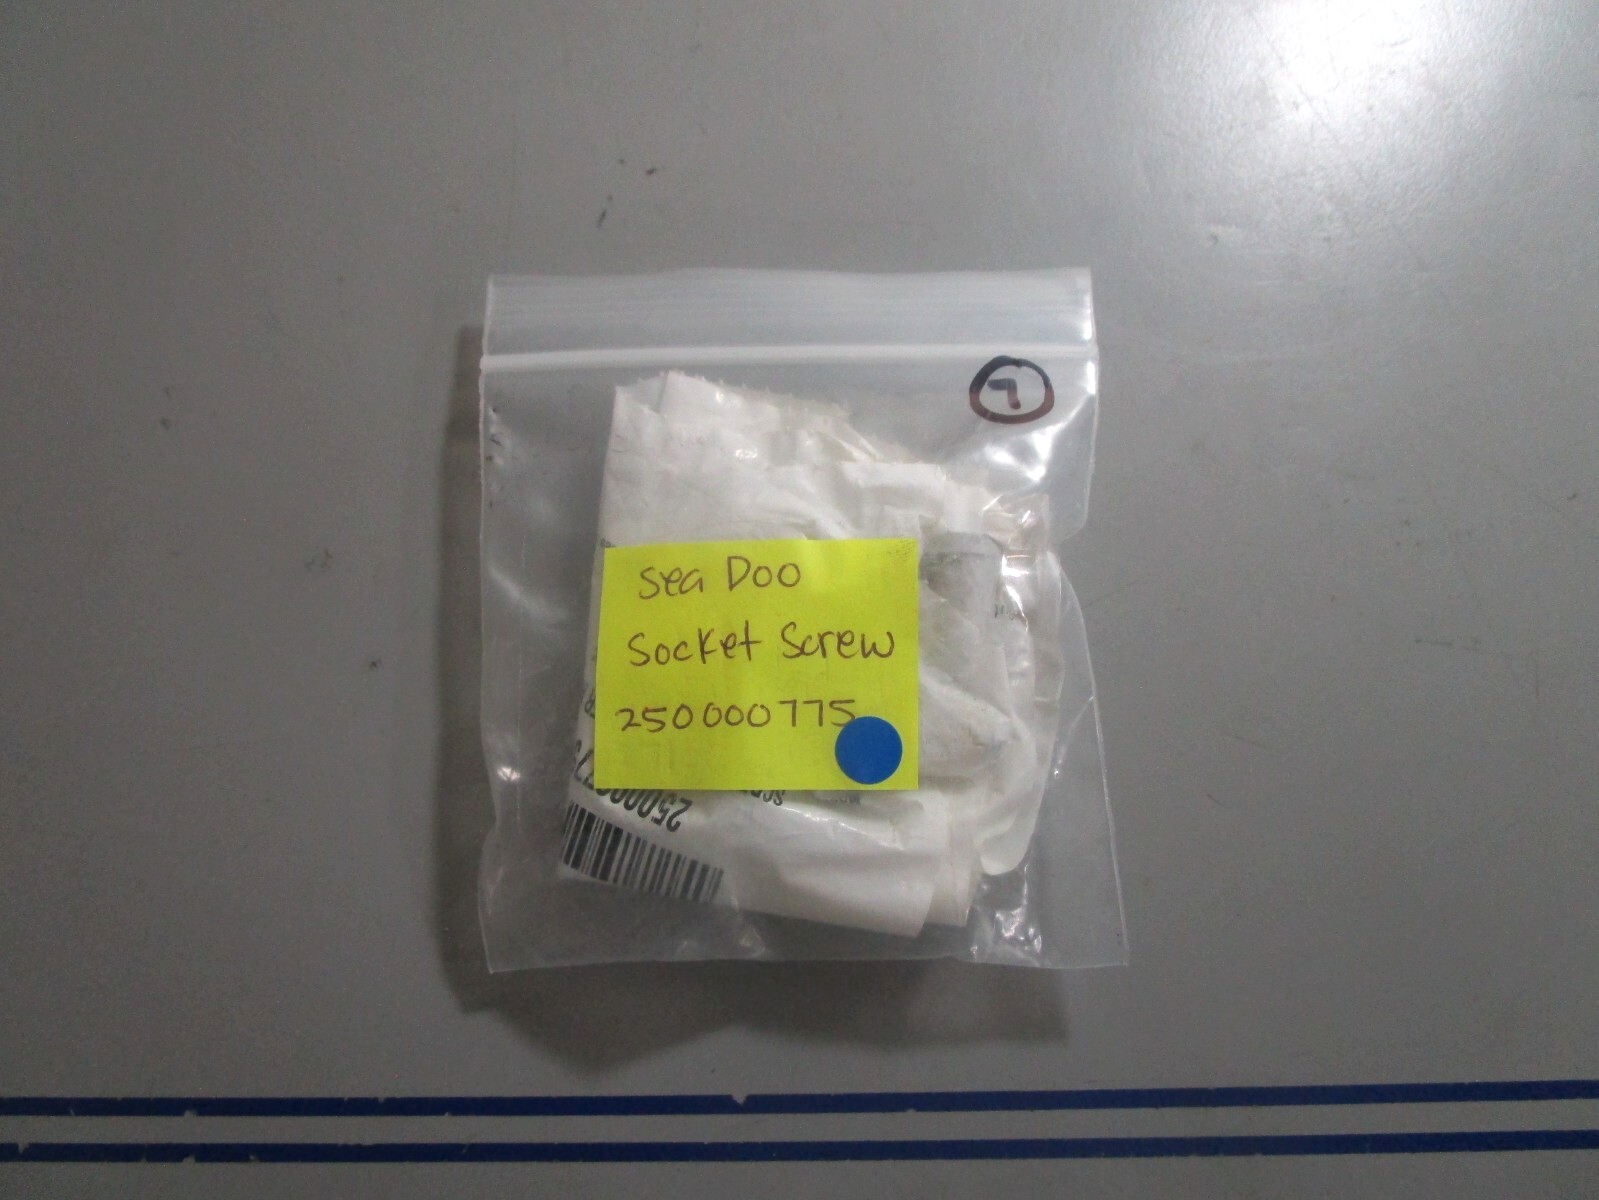 7
Sea Doo
Socket Screw
250000775